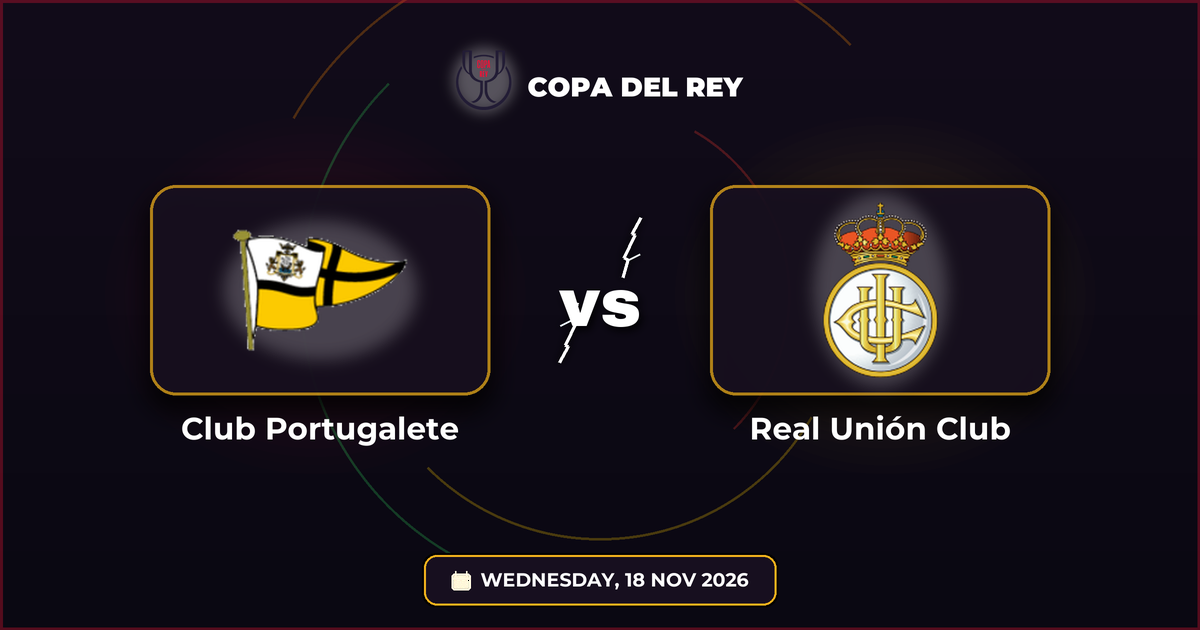 COPA DEL REY
VS
Club Portugalete
Real Unión Club
WEDNESDAY, 18 NOV 2026